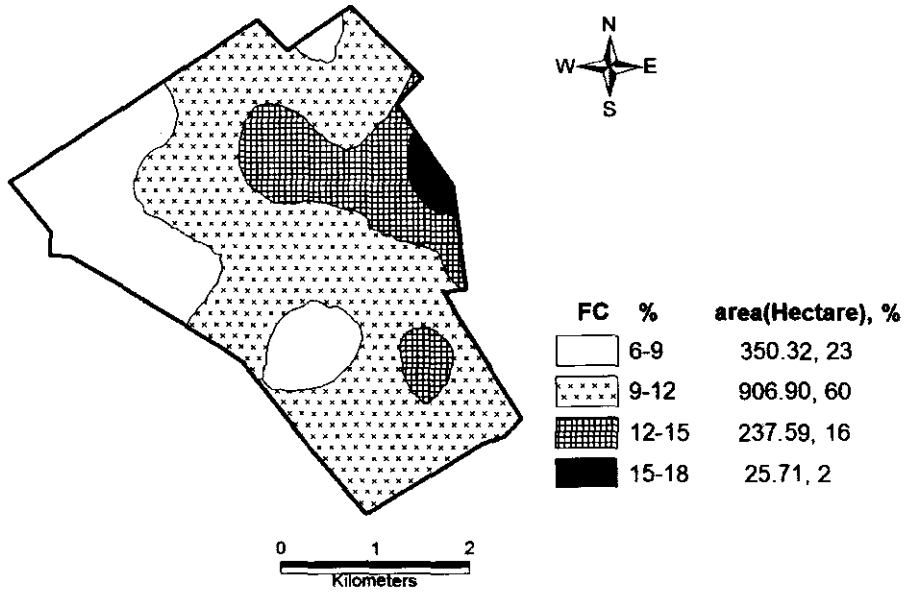 N
W E
S
FC % area(Hectare), %
6-9 350.32, 23
9-12 906.90, 60
12-15 237.59, 16
15-18 25.71, 2
0 1 2
Kilometers